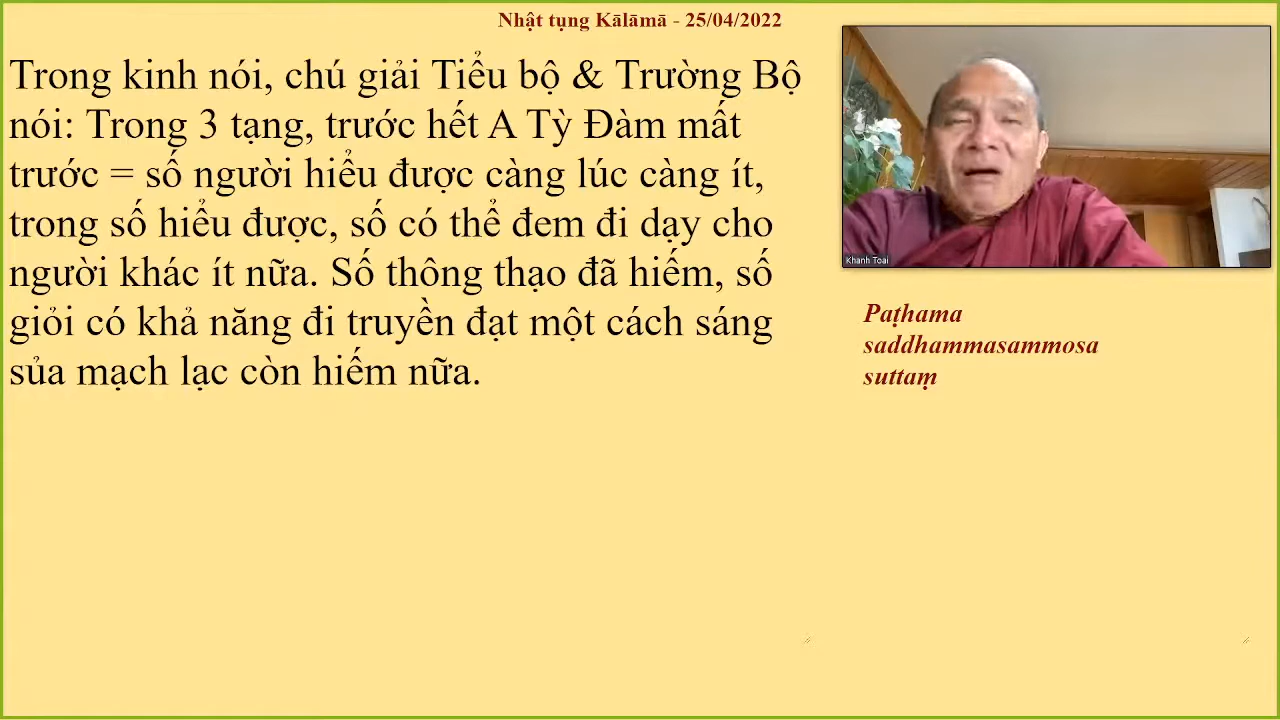 Nhật tụng Kālāmā - 25/04/2022
Trong kinh nói, chú giải Tiểu bộ & Trường Bộ
nói: Trong 3 tạng, trước hết A Tỳ Đàm mất
trước = số người hiểu được càng lúc càng ít,
trong số hiểu được, số có thể đem đi dạy cho
người khác ít nữa. Số thông thạo đã hiếm, số
giỏi có khả năng đi truyền đạt một cách sáng
sủa mạch lạc còn hiếm nữa.
Khanh Toai
Paṭhama
saddhammasammosa
suttaṃ